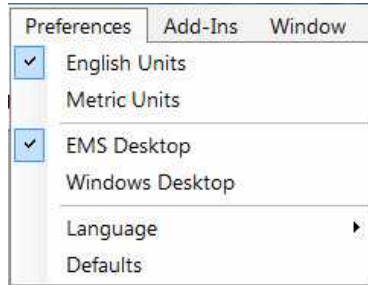 Preferences Add-Ins Window
English Units
Metric Units
EMS Desktop
Windows Desktop
Language
Defaults